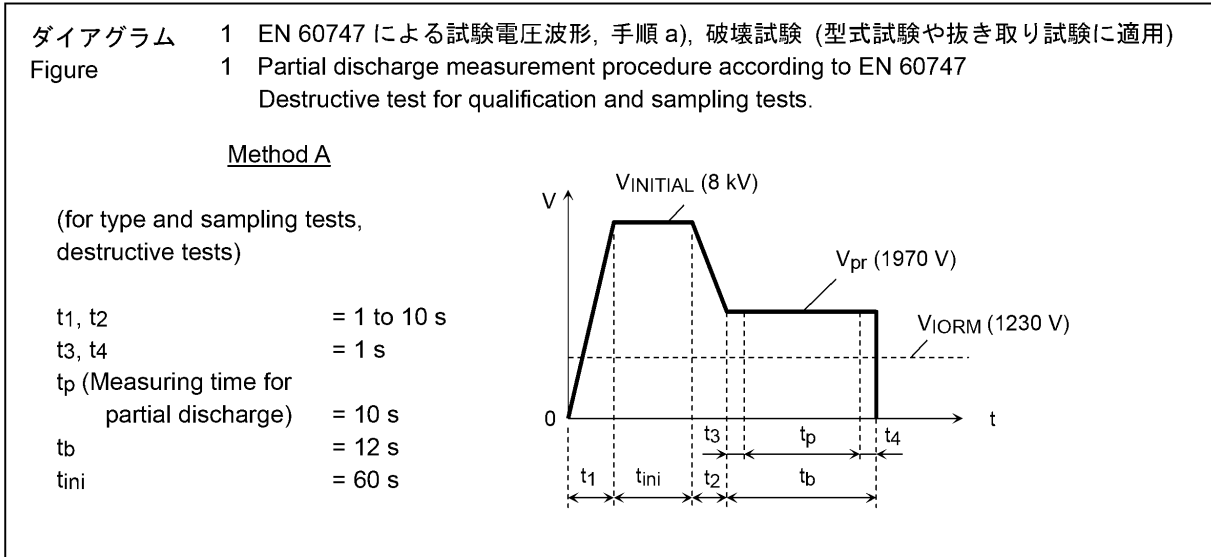 ダイアグラム 1 EN 60747 による試験電圧波形, 手順 a), 破壊試験 (型式試験や抜き取り試験に適用)
Figure 1 Partial discharge measurement procedure according to EN 60747
Destructive test for qualification and sampling tests.
Method A
(for type and sampling tests,
destructive tests)
t1, t2 = 1 to 10 s
t3, t4 = 1 s
tp (Measuring time for
partial discharge) = 10 s
tb = 12 s
tini = 60 s
VINITIAL (8 kV)
V
Vpr (1970 V)
VIORM (1230 V)
0
t
t3 tp t4
t1 tini t2 tb